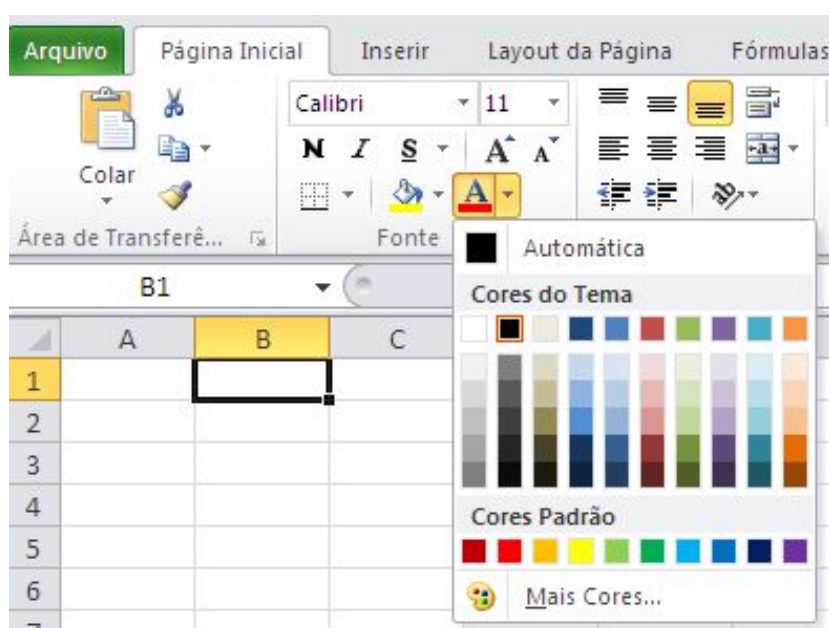 Arquivo Página Inicial Inserir Layout da Página Fórmulas
Calibri 11
N I S A A
Colar
A
Área de Transferê... Fonte
Automática
B1
Cores do Tema
A B C
1
2
3
4
Cores Padrão
5
6
Mais Cores...